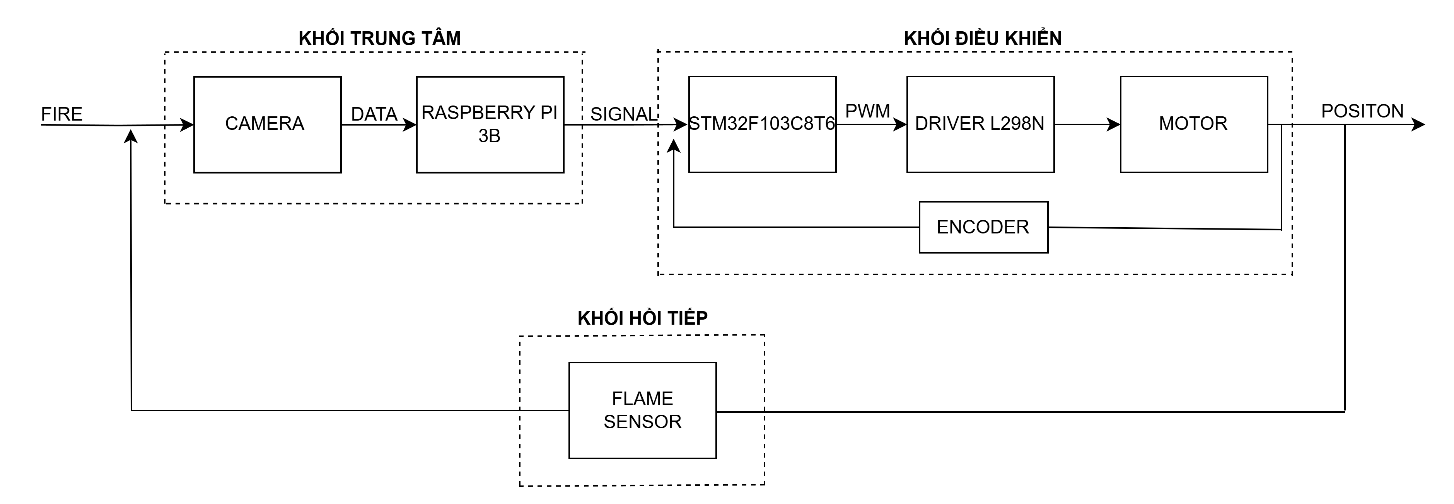 KHỐI TRUNG TÂM
KHỐI ĐIỀU KHIỂN
FIRE
CAMERA
DATA
RASPBERRY PI
3B
SIGNAL
STM32F103C8T6
PWM
DRIVER L298N
MOTOR
POSITON
ENCODER
KHỐI HỒI TIẾP
FLAME
SENSOR